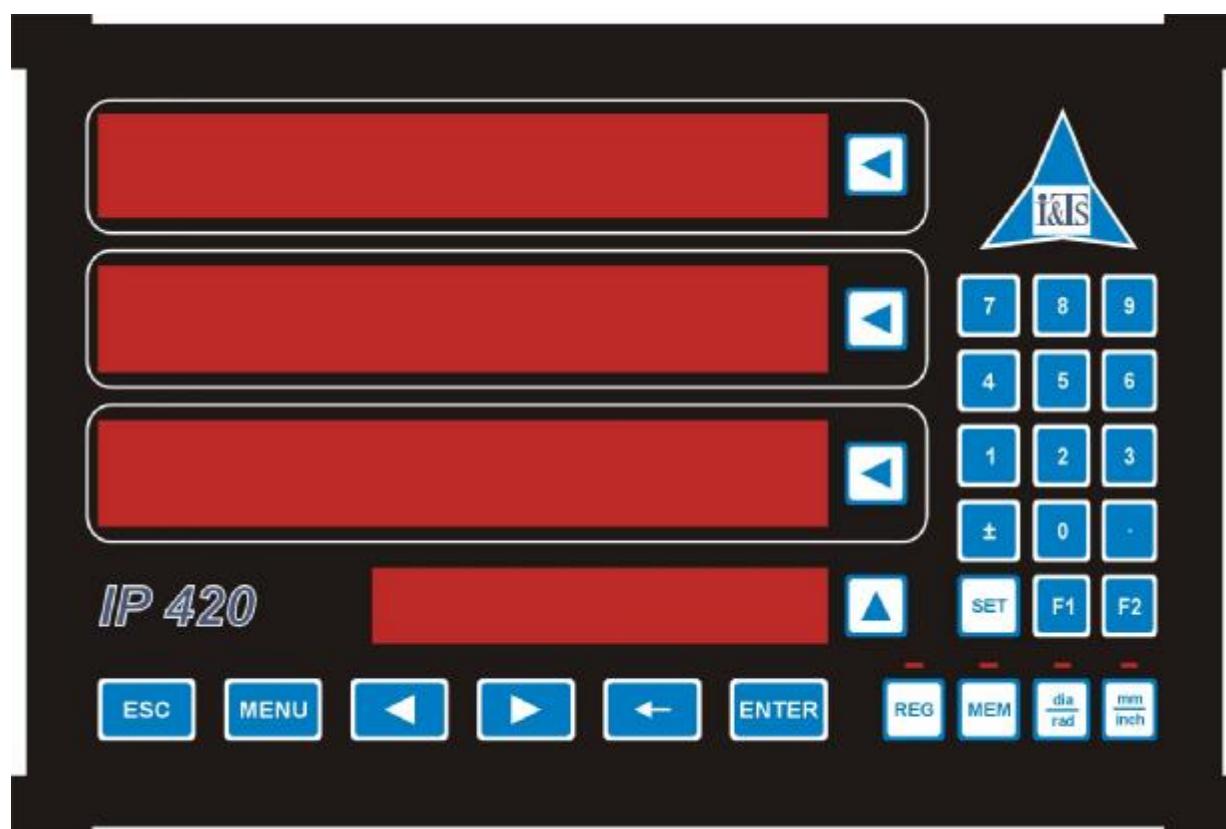 I&TS
7 8 9
4 5 6
1 2 3
± 0 .
IP 420
SET F1 F2
ESC MENU ENTER REG MEM dia rad mm inch